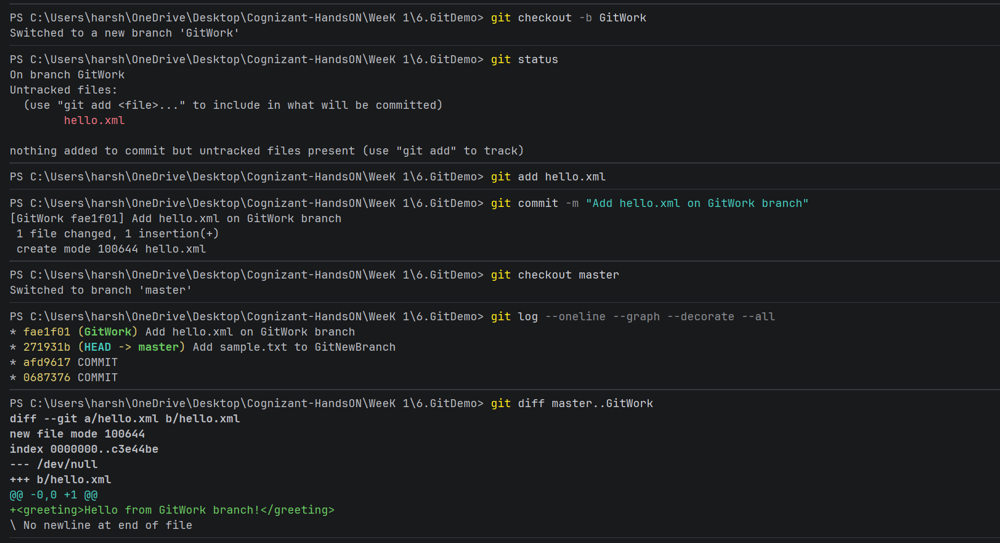 PS C:\Users\harsh\OneDrive\Desktop\Cognizant-HandsON\WeeK 1\6.GitDemo> git checkout -b GitWork
Switched to a new branch 'GitWork'
PS C:\Users\harsh\OneDrive\Desktop\Cognizant-HandsON\WeeK 1\6.GitDemo> git status
On branch GitWork
Untracked files:
  (use "git add <file>..." to include in what will be committed)
        hello.xml
nothing added to commit but untracked files present (use "git add" to track)
PS C:\Users\harsh\OneDrive\Desktop\Cognizant-HandsON\WeeK 1\6.GitDemo> git add hello.xml
PS C:\Users\harsh\OneDrive\Desktop\Cognizant-HandsON\WeeK 1\6.GitDemo> git commit -m "Add hello.xml on GitWork branch"
[GitWork fae1f01] Add hello.xml on GitWork branch
 1 file changed, 1 insertion(+)
 create mode 100644 hello.xml
PS C:\Users\harsh\OneDrive\Desktop\Cognizant-HandsON\WeeK 1\6.GitDemo> git checkout master
Switched to branch 'master'
PS C:\Users\harsh\OneDrive\Desktop\Cognizant-HandsON\WeeK 1\6.GitDemo> git log --oneline --graph --decorate --all
* fae1f01 (GitWork) Add hello.xml on GitWork branch
* 271931b (HEAD -> master) Add sample.txt to GitNewBranch
* afd9617 COMMIT
* 0687376 COMMIT
PS C:\Users\harsh\OneDrive\Desktop\Cognizant-HandsON\WeeK 1\6.GitDemo> git diff master..GitWork
diff --git a/hello.xml b/hello.xml
new file mode 100644
index 0000000..c3e44be
--- /dev/null
+++ b/hello.xml
@@ -0,0 +1 @@
+<greeting>Hello from GitWork branch!</greeting>
\ No newline at end of file